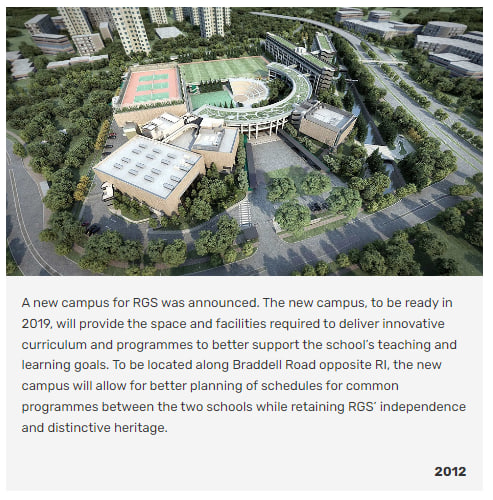 A new campus for RGS was announced. The new campus, to be ready in
2019, will provide the space and facilities required to deliver innovative
curriculum and programmes to better support the school's teaching and
learning goals. To be located along Braddell Road opposite RI, the new
campus will allow for better planning of schedules for common
programmes between the two schools while retaining RGS' independence
and distinctive heritage.
2012